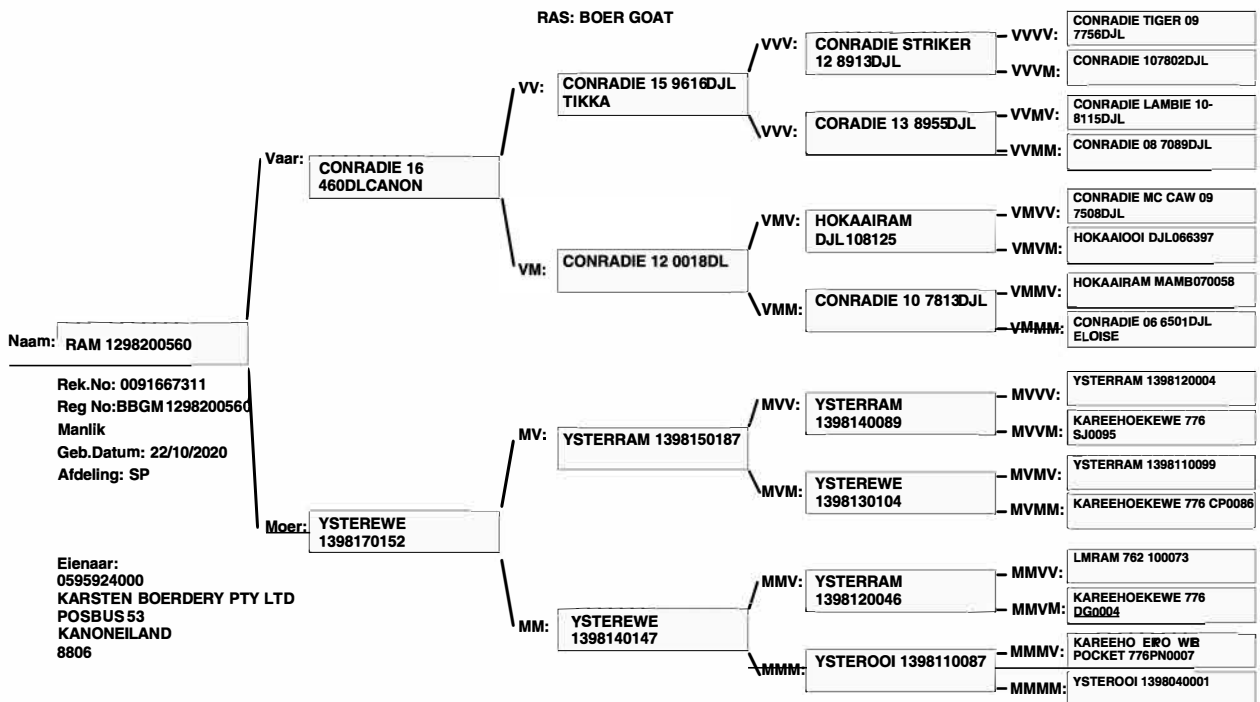 RAS: BOER GOAT
Naam: RAM 1298200560
Rek.No: 0091667311
Reg No:BBGM1298200560
Manlik
Geb.Datum: 22/10/2020
Afdeling: SP
Eienaar:
0595924000
KARSTEN BOERDERY PTY LTD
POSBUS 53
KANONEILAND
8806
Vaar: CONRADIE 16
460DLCANON
Moer: YSTEREWE
1398170152
VV: CONRADIE 15 9616DJL
TIKKA
VM: CONRADIE 12 0018DL
MV: YSTERRAM 1398150187
MM: YSTEREWE
1398140147
VVV: CONRADIE STRIKER
12 8913DJL
VVV: CORADIE 13 8955DJL
VMV: HOKAAIRAM
DJL108125
VMM: CONRADIE 10 7813DJL
MVV: YSTERRAM
1398140089
MVM: YSTEREWE
1398130104
MMV: YSTERRAM
1398120046
MMM: YSTEROOI 1398110087
VVVV: CONRADIE TIGER 09
7756DJL
VVVM: CONRADIE 107802DJL
VVMV: CONRADIE LAMBIE 10-
8115DJL
VVMM: CONRADIE 08 7089DJL
VMVV: CONRADIE MC CAW 09
7508DJL
VMVM: HOKAAIOOI DJL066397
VMMV: HOKAAIRAM MAMB070058
VMMM: CONRADIE 06 6501DJL
ELOISE
MVVV: YSTERRAM 1398120004
MVVM: KAREEHOEKEWE 776
SJ0095
MVMV: YSTERRAM 1398110099
MVMM: KAREEHOEKEWE 776 CP0086
MMVV: LMRAM 762 100073
MMVM: KAREEHOEKEWE 776
DG0004
MMMV: KAREEHO
POCKET 776PN0007
MMMM: YSTEROOI 1398040001